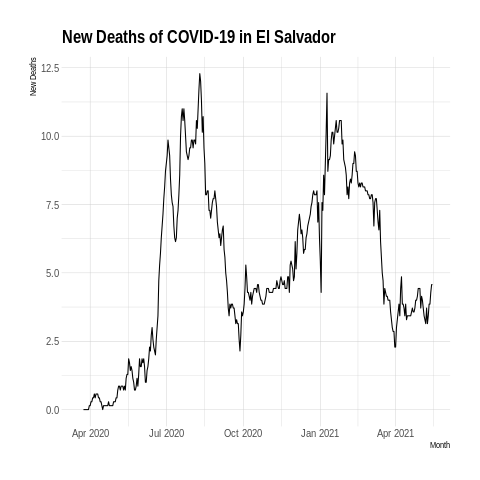 New Deaths of COVID-19 in El Salvador
New Deaths
12.5
10.0
7.5
5.0
2.5
0.0
Apr 2020 Jul 2020 Oct 2020 Jan 2021 Apr 2021
Month